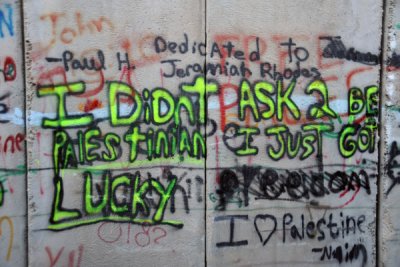 John
Dedicated to
-Paul H. Jeramiah Rhodes
I DIDNT ASK 2 BE
PALESTINIAN I JUST GOT
LUCKY
Freedom
I ♡ Palestine
-Naim